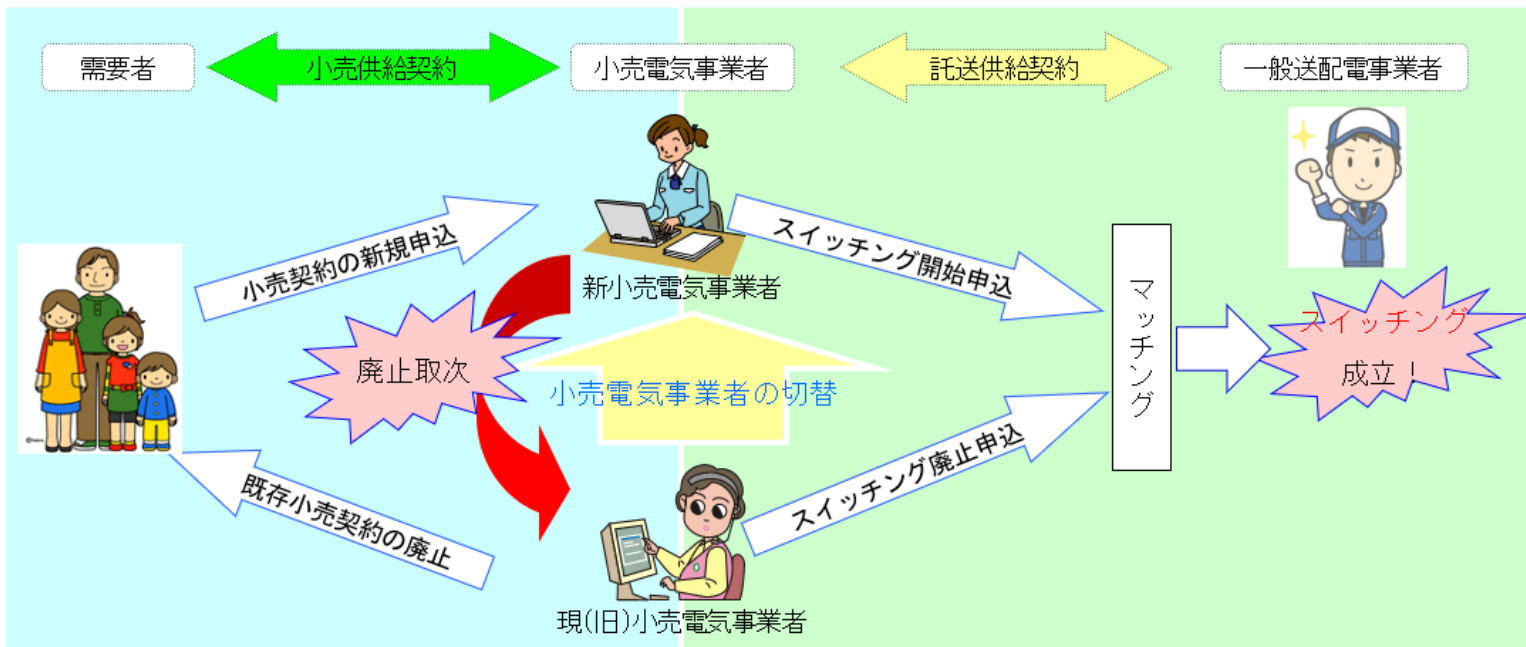 需要者
小売供給契約
小売電気事業者
託送供給契約
一般送配電事業者
小売契約の新規申込
新小売電気事業者
スイッチング開始申込
マッチング
スイッチング
成立！
廃止取次
小売電気事業者の切替
既存小売契約の廃止
スイッチング廃止申込
現(旧)小売電気事業者